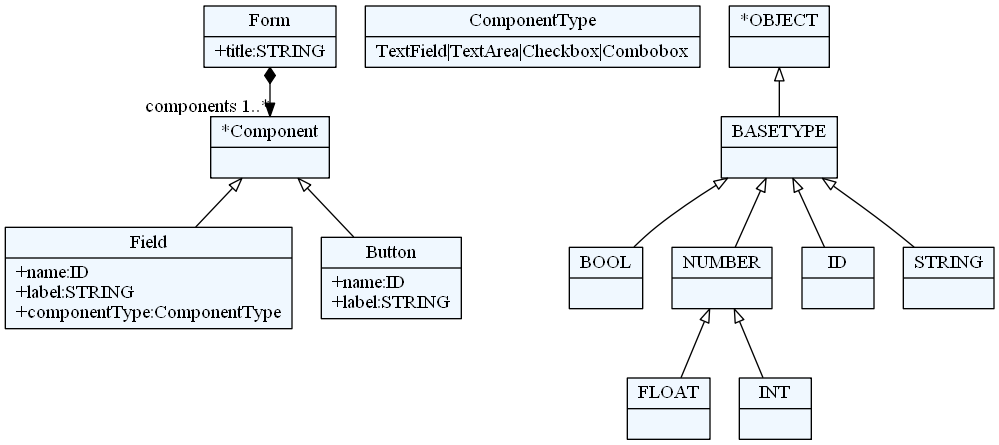 Form
+title:STRING
ComponentType
TextField|TextArea|Checkbox|Combobox
*OBJECT
components 1..*
*Component
BASETYPE
Field
+name:ID
+label:STRING
+componentType:ComponentType
Button
+name:ID
+label:STRING
BOOL
NUMBER
ID
STRING
FLOAT
INT